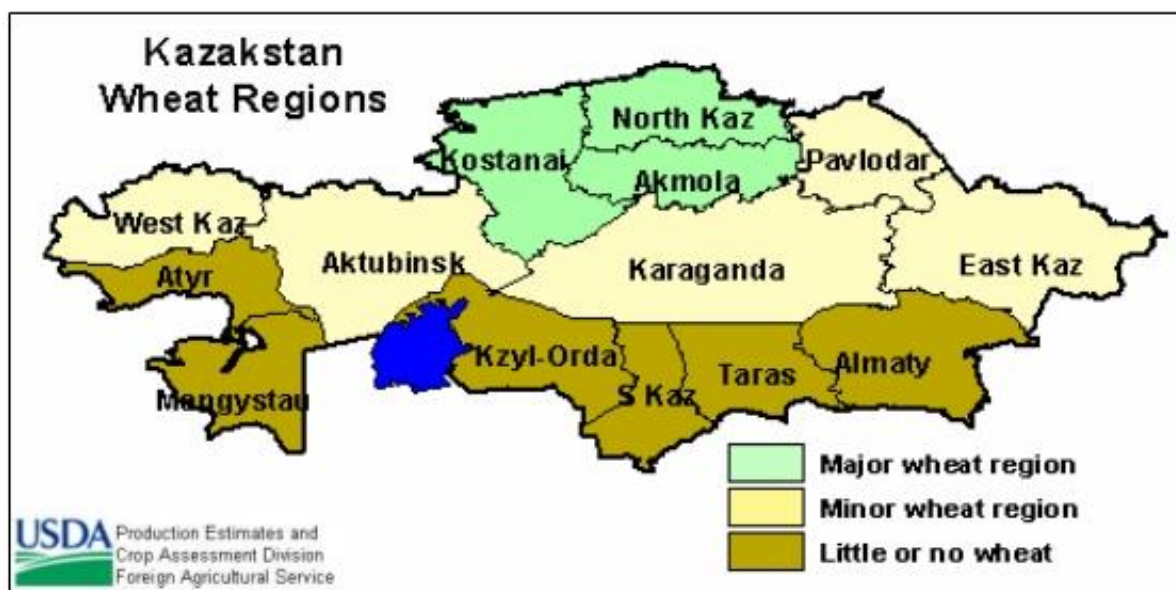 Kazakstan
Wheat Regions
North Kaz
Kostanai
Pavlodar
Akmola
West Kaz
Aktubinsk
Karaganda
East Kaz
Atyr
Kzyl-Orda
Almaty
Taras
S Kaz
Mangystau
Major wheat region
Minor wheat region
Little or no wheat
USDA
Production Estimates and
Crop Assessment Division
Foreign Agricultural Service